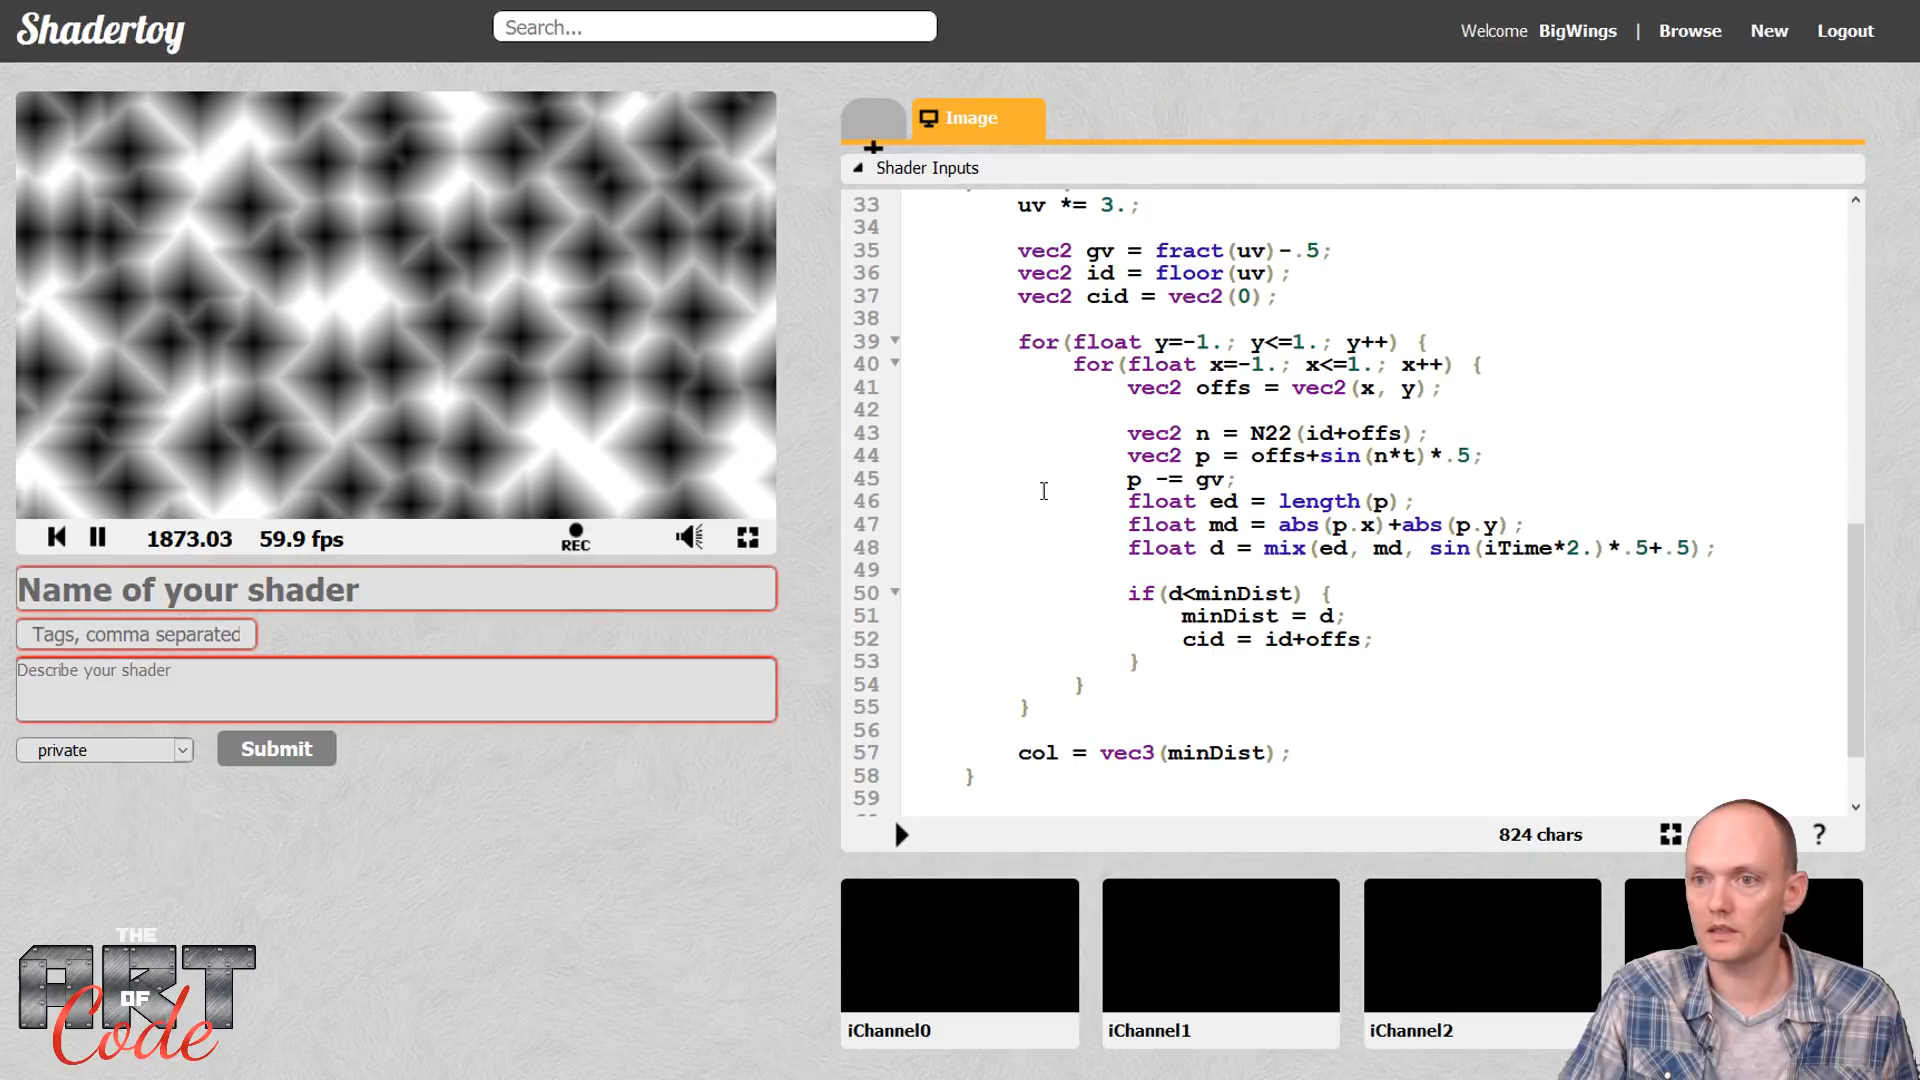 Shadertoy
Search...
Welcome BigWings | Browse New Logout
Image
Shader Inputs
33 uv *= 3.;
34
35 vec2 gv = fract(uv)-.5;
36 vec2 id = floor(uv);
37 vec2 cid = vec2(0);
38
39 for(float y=-1.; y<=1.; y++) {
40 for(float x=-1.; x<=1.; x++) {
41 vec2 offs = vec2(x, y);
42
43 vec2 n = N22(id+offs);
44 vec2 p = offs+sin(n*t)*.5;
45 p -= gv;
46 float ed = length(p);
47 float md = abs(p.x)+abs(p.y);
48 float d = mix(ed, md, sin(iTime*2.)*.5+.5);
49
50 if(d<minDist) {
51 minDist = d;
52 cid = id+offs;
53 }
54 }
55 }
56
57 col = vec3(minDist);
58 }
59
1873.03 59.9 fps REC
Name of your shader
Tags, comma separated
Describe your shader
private Submit
824 chars ?
iChannel0 iChannel1 iChannel2
THE
ART
OF
Code